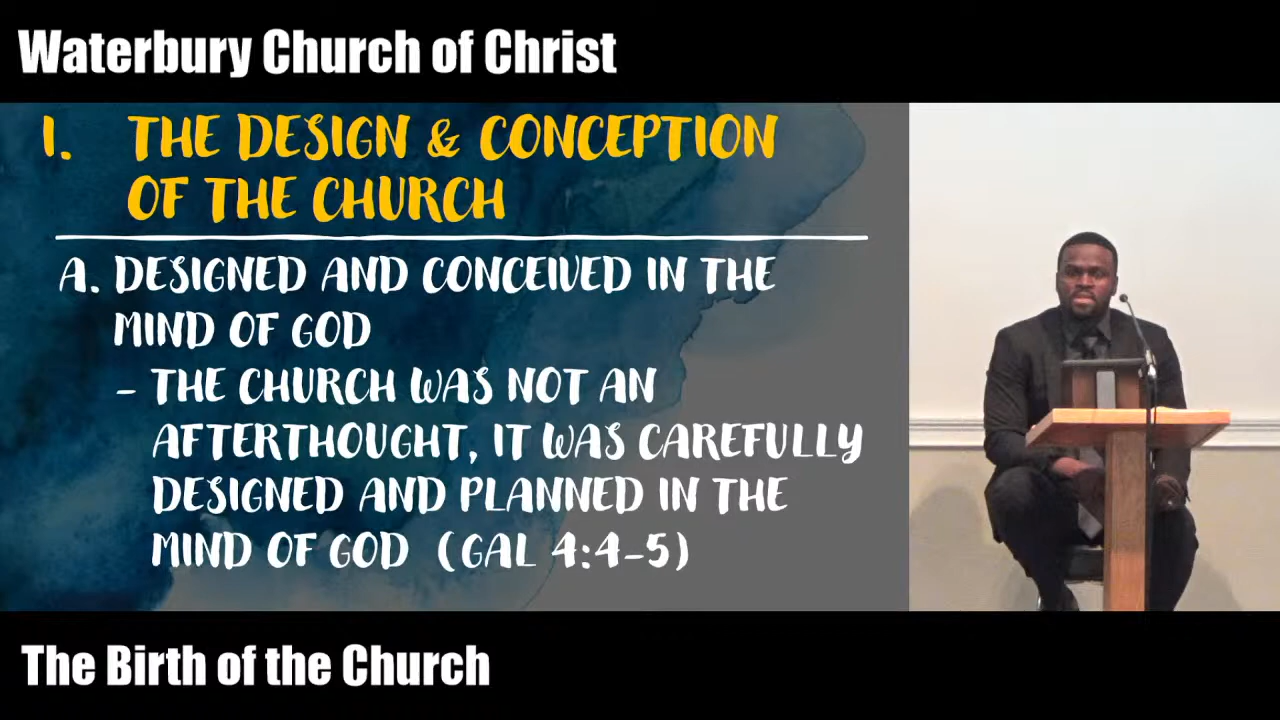 Waterbury Church of Christ
I. THE DESIGN & CONCEPTION
OF THE CHURCH
A. DESIGNED AND CONCEIVED IN THE
MIND OF GOD
- THE CHURCH WAS NOT AN
AFTERTHOUGHT, IT WAS CAREFULLY
DESIGNED AND PLANNED IN THE
MIND OF GOD (GAL 4:4-5)
The Birth of the Church